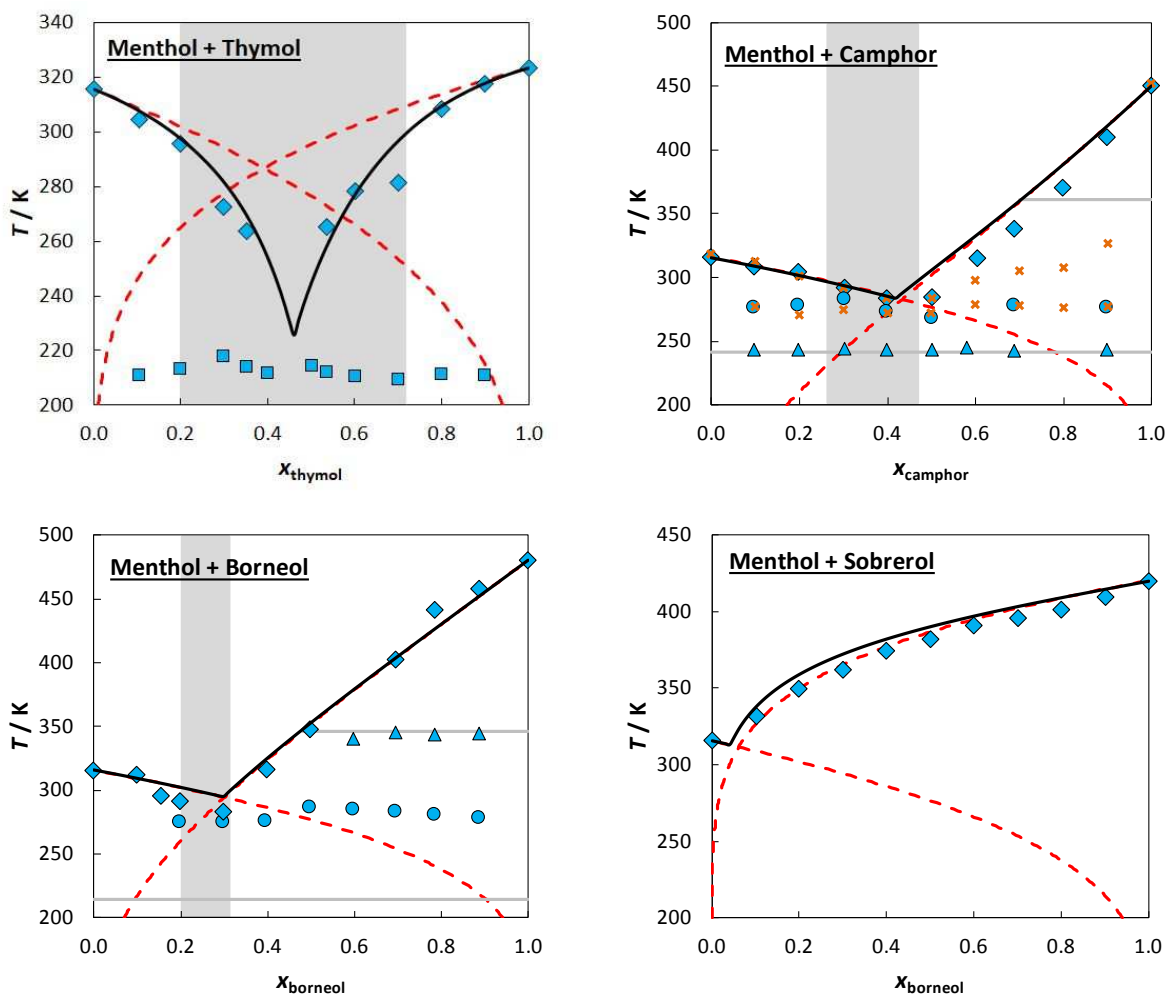 Menthol + Thymol
T / K
340
320
300
280
260
240
220
200
0.0 0.2 0.4 0.6 0.8 1.0
xthymol
Menthol + Camphor
T / K
500
450
400
350
300
250
200
0.0 0.2 0.4 0.6 0.8 1.0
xcamphor
Menthol + Borneol
T / K
500
450
400
350
300
250
200
0.0 0.2 0.4 0.6 0.8 1.0
xborneol
Menthol + Sobrerol
T / K
450
400
350
300
250
200
0.0 0.2 0.4 0.6 0.8 1.0
xborneol